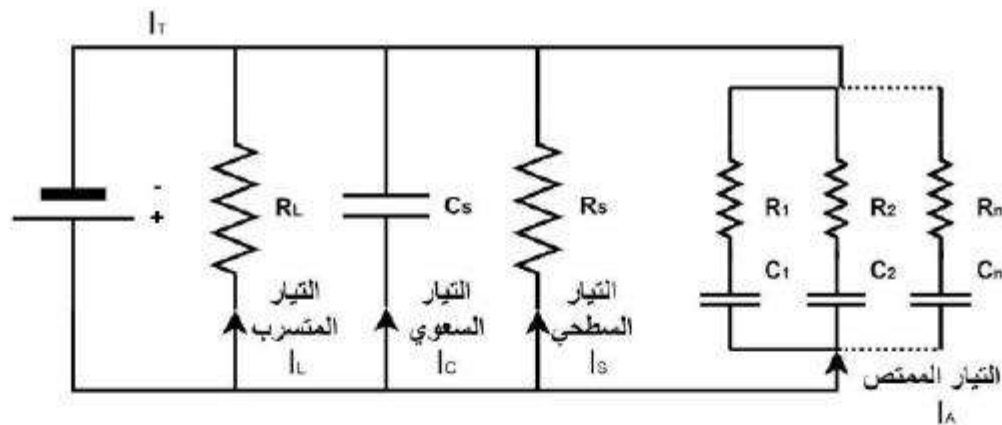 IT
-
+
RL
CS
RS
R1
R2
Rn
C1
C2
Cn
التيار
المتسرب
IL
التيار
السعوي
IC
التيار
السطحي
IS
التيار الممتص
IA